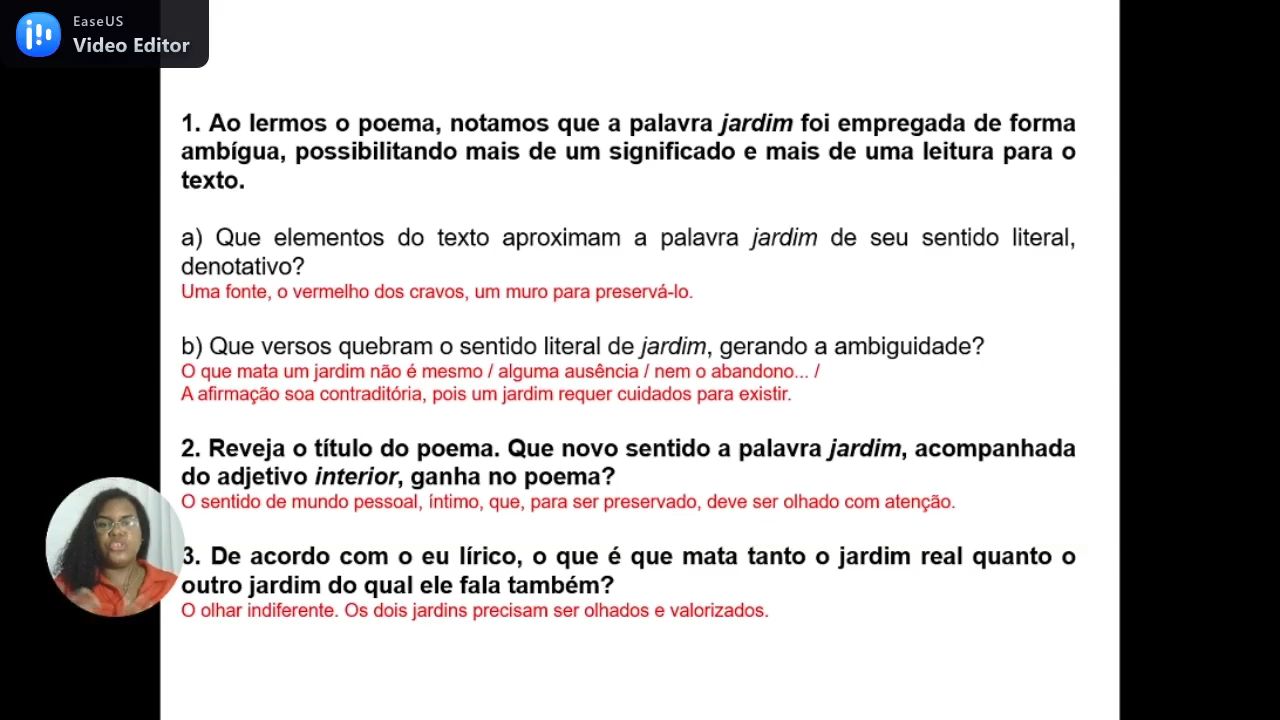 EaseUS
Video Editor
1. Ao lermos o poema, notamos que a palavra jardim foi empregada de forma
ambígua, possibilitando mais de um significado e mais de uma leitura para o
texto.
a) Que elementos do texto aproximam a palavra jardim de seu sentido literal,
denotativo?
Uma fonte, o vermelho dos cravos, um muro para preservá-lo.
b) Que versos quebram o sentido literal de jardim, gerando a ambiguidade?
O que mata um jardim não é mesmo / alguma ausência / nem o abandono... /
A afirmação soa contraditória, pois um jardim requer cuidados para existir.
2. Reveja o título do poema. Que novo sentido a palavra jardim, acompanhada
do adjetivo interior, ganha no poema?
O sentido de mundo pessoal, íntimo, que, para ser preservado, deve ser olhado com atenção.
3. De acordo com o eu lírico, o que é que mata tanto o jardim real quanto o
outro jardim do qual ele fala também?
O olhar indiferente. Os dois jardins precisam ser olhados e valorizados.